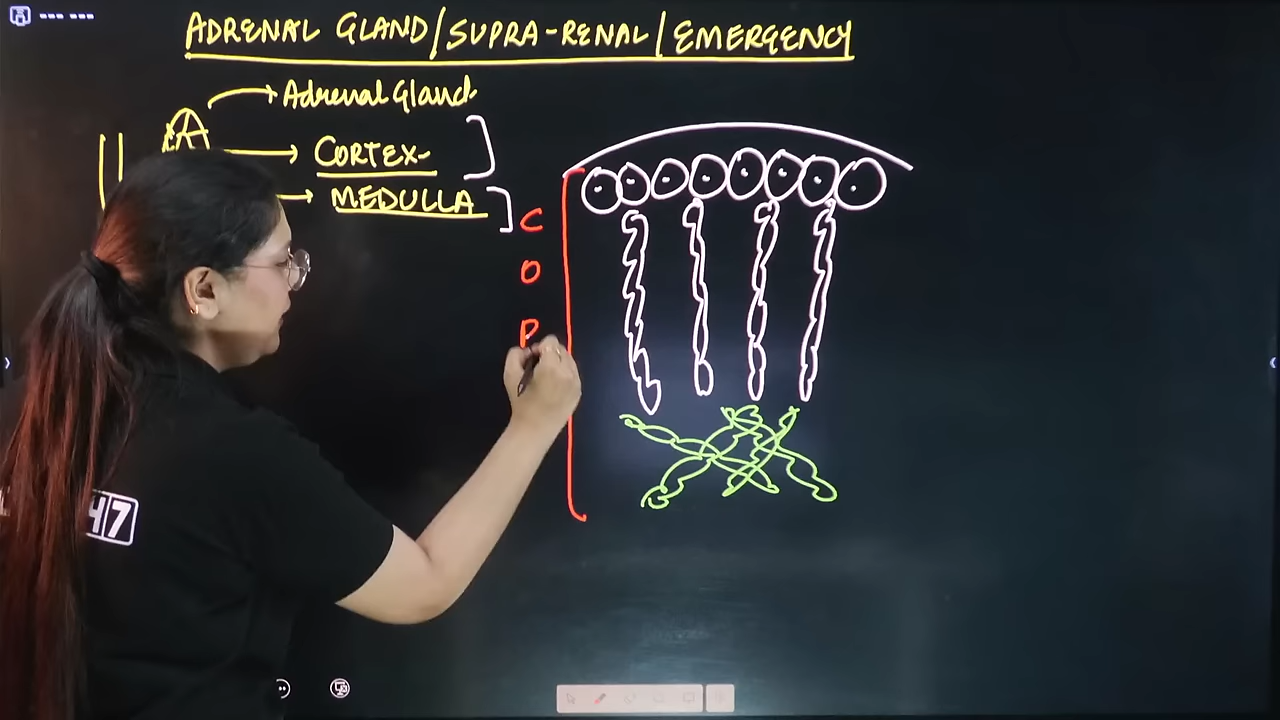 ADRENAL GLAND/SUPRA-RENAL/EMERGENCY
Adrenal Gland
CORTEX-
MEDULLA
C
O
P
47